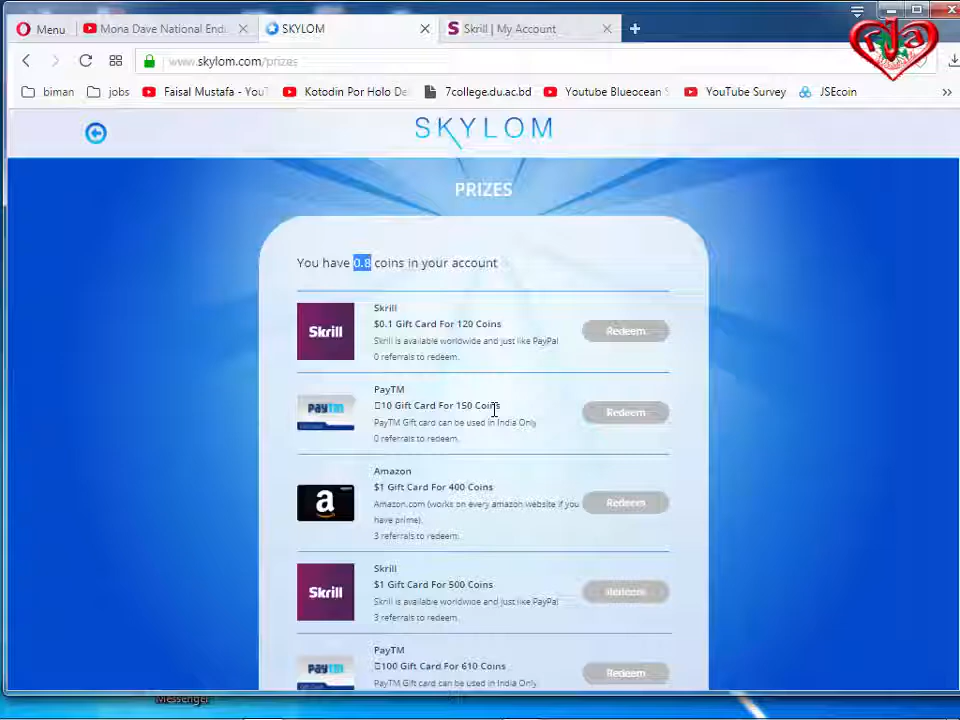 Menu
Mona Dave National End.
SKYLOM
Skrill | My Account
www.skylom.com/prizes
biman
jobs
Faisal Mustafa - YouT
Kotodin Por Holo De
7college.du.ac.bd
Youtube Blueocean S
YouTube Survey
JSEcoin
SKYLOM
PRIZES
You have 0.8 coins in your account
Skrill
Skrill
$0.1 Gift Card For 120 Coins
Skrill is available worldwide and just like PayPal
0 referrals to redeem.
Redeem
Paytm
PayTM
10 Gift Card For 150 Coins
PayTM Gift card can be used in India Only
0 referrals to redeem.
Redeem
a
Amazon
$1 Gift Card For 400 Coins
Amazon.com (works on every amazon website if you
have prime).
3 referrals to redeem.
Redeem
Skrill
Skrill
$1 Gift Card For 500 Coins
Skrill is available worldwide and just like PayPal
3 referrals to redeem.
Redeem
Paytm
PayTM
100 Gift Card For 610 Coins
PayTM Gift card can be used in India Only
Redeem
Messenger